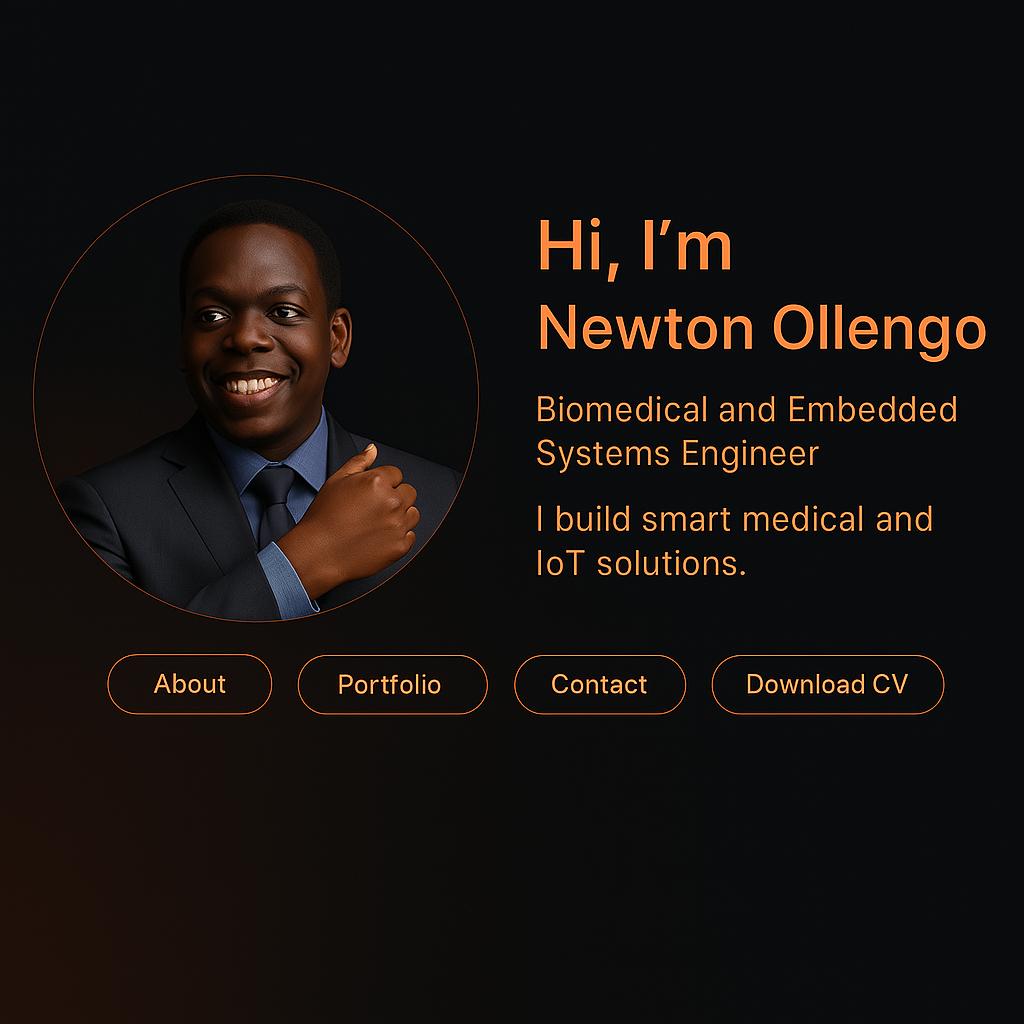 Hi, I’m
Newton Ollengo
Biomedical and Embedded
Systems Engineer
I build smart medical and
IoT solutions.
About
Portfolio
Contact
Download CV